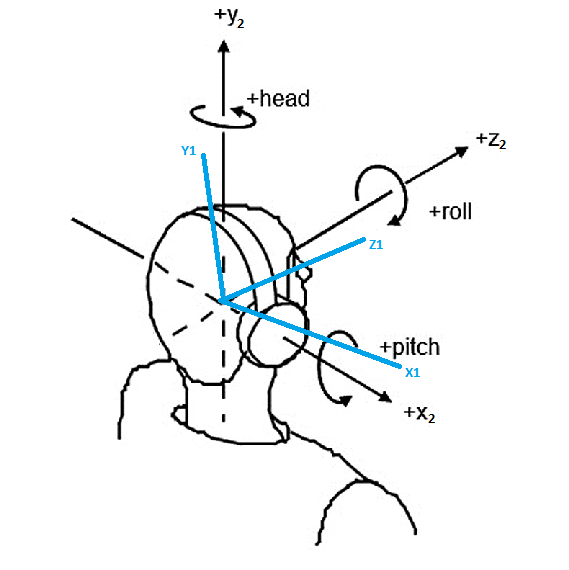 +y₂
+head
Y1
+z₂
+roll
Z1
+pitch
X1
+x₂